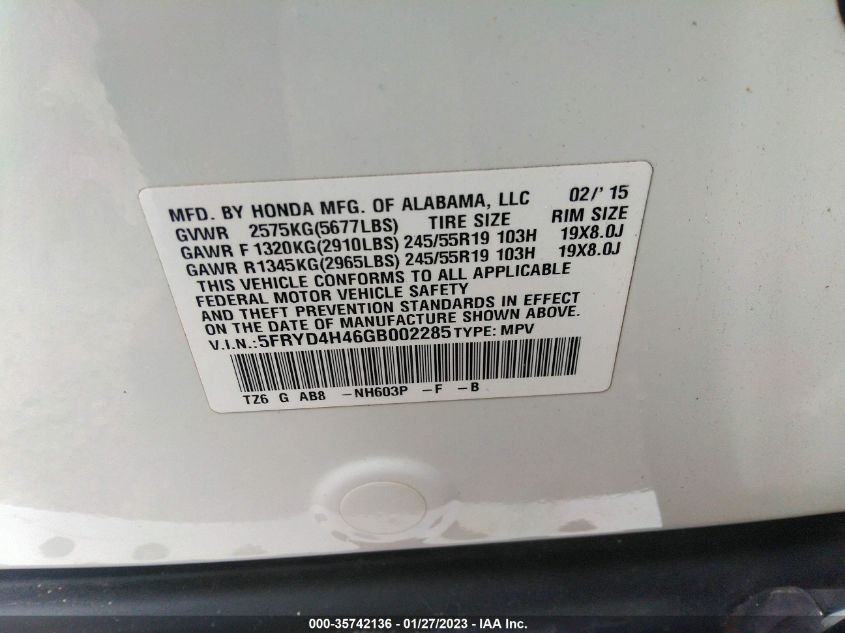 MFD. BY HONDA MFG. OF ALABAMA, LLC 02/' 15
GVWR 2575KG(5677LBS) TIRE SIZE RIM SIZE
GAWR F 1320KG(2910LBS) 245/55R19 103H 19X8.0J
GAWR R1345KG(2965LBS) 245/55R19 103H 19X8.0J
THIS VEHICLE CONFORMS TO ALL APPLICABLE
FEDERAL MOTOR VEHICLE SAFETY
AND THEFT PREVENTION STANDARDS IN EFFECT
ON THE DATE OF MANUFACTURE SHOWN ABOVE.
V.I.N.:5FRYD4H46GB002285 TYPE: MPV
TZ6 G AB8 -NH603P -F -B
000-35742136 - 01/27/2023 - IAA Inc.